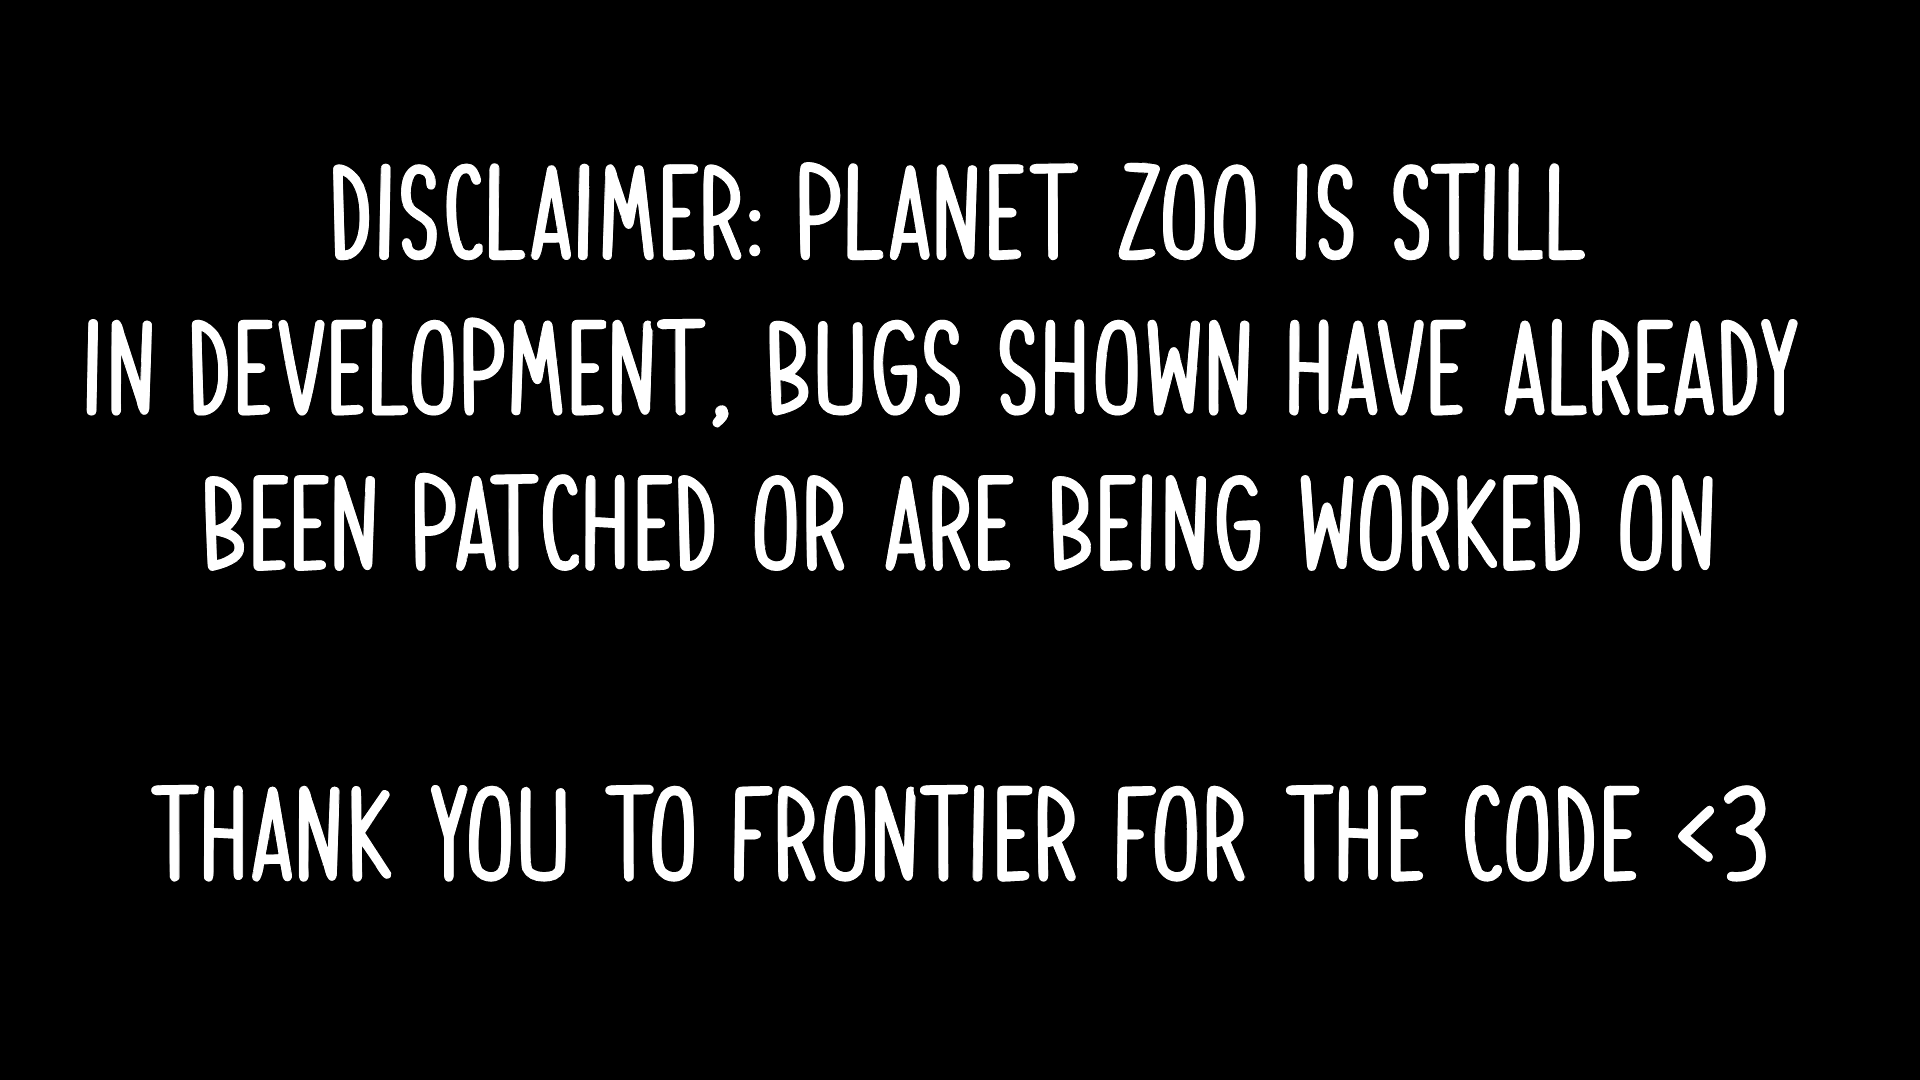 DISCLAIMER: PLANET ZOO IS STILL
IN DEVELOPMENT, BUGS SHOWN HAVE ALREADY
BEEN PATCHED OR ARE BEING WORKED ON
THANK YOU TO FRONTIER FOR THE CODE <3